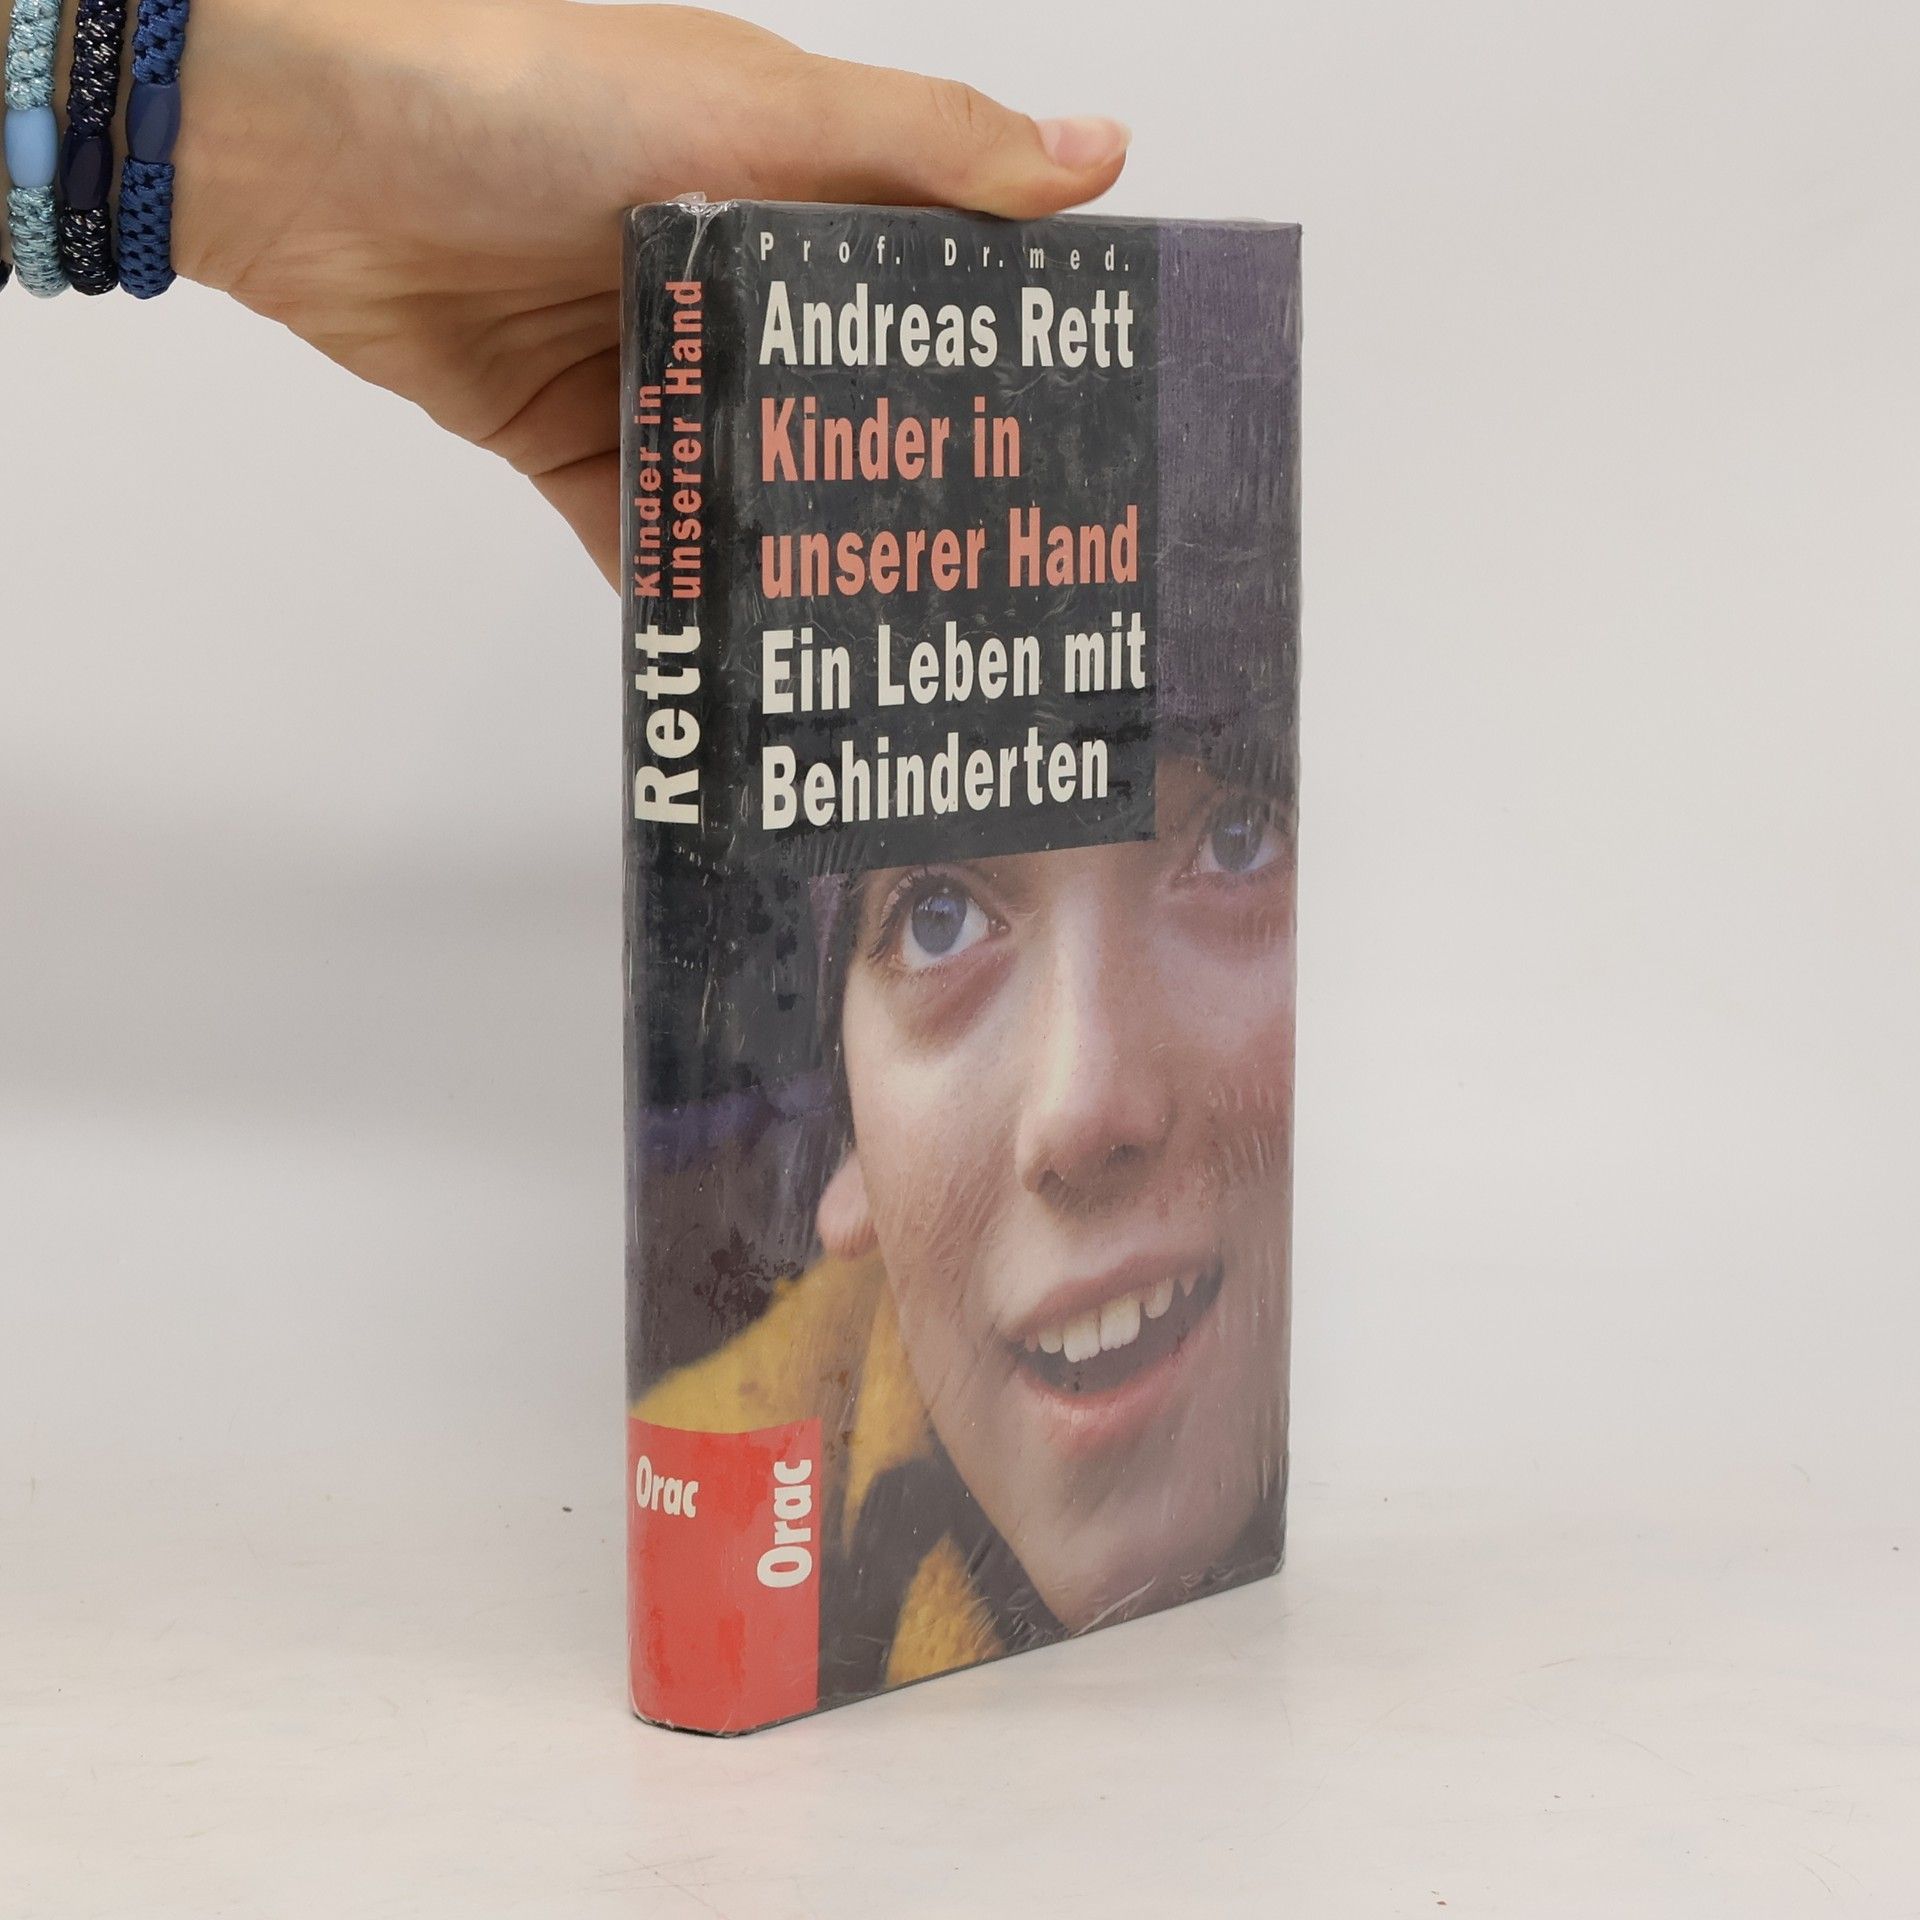 Prof. Dr. med.
Andreas Rett
Kinder in
unserer Hand
Ein Leben mit
Behinderten
Rett
Kinder in
unserer Hand
Orac
Orac